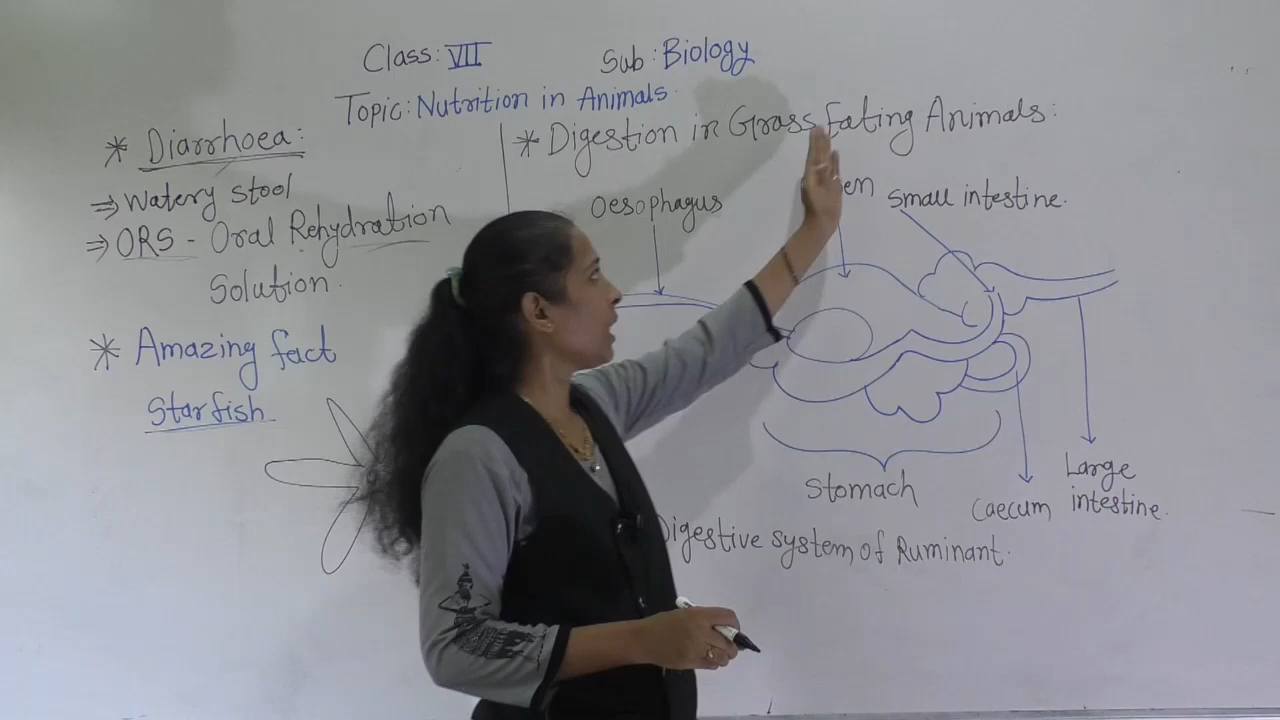 Class: VII Sub: Biology
Topic: Nutrition in Animals.
* Diarrhoea:
⇒ Watery stool
⇒ ORS - Oral Rehydration
Solution.
* Amazing fact
Starfish
* Digestion in Grass Eating Animals:
Oesophagus
small intestine.
Stomach
Caecum
Large
intestine.
Digestive system of Ruminant.